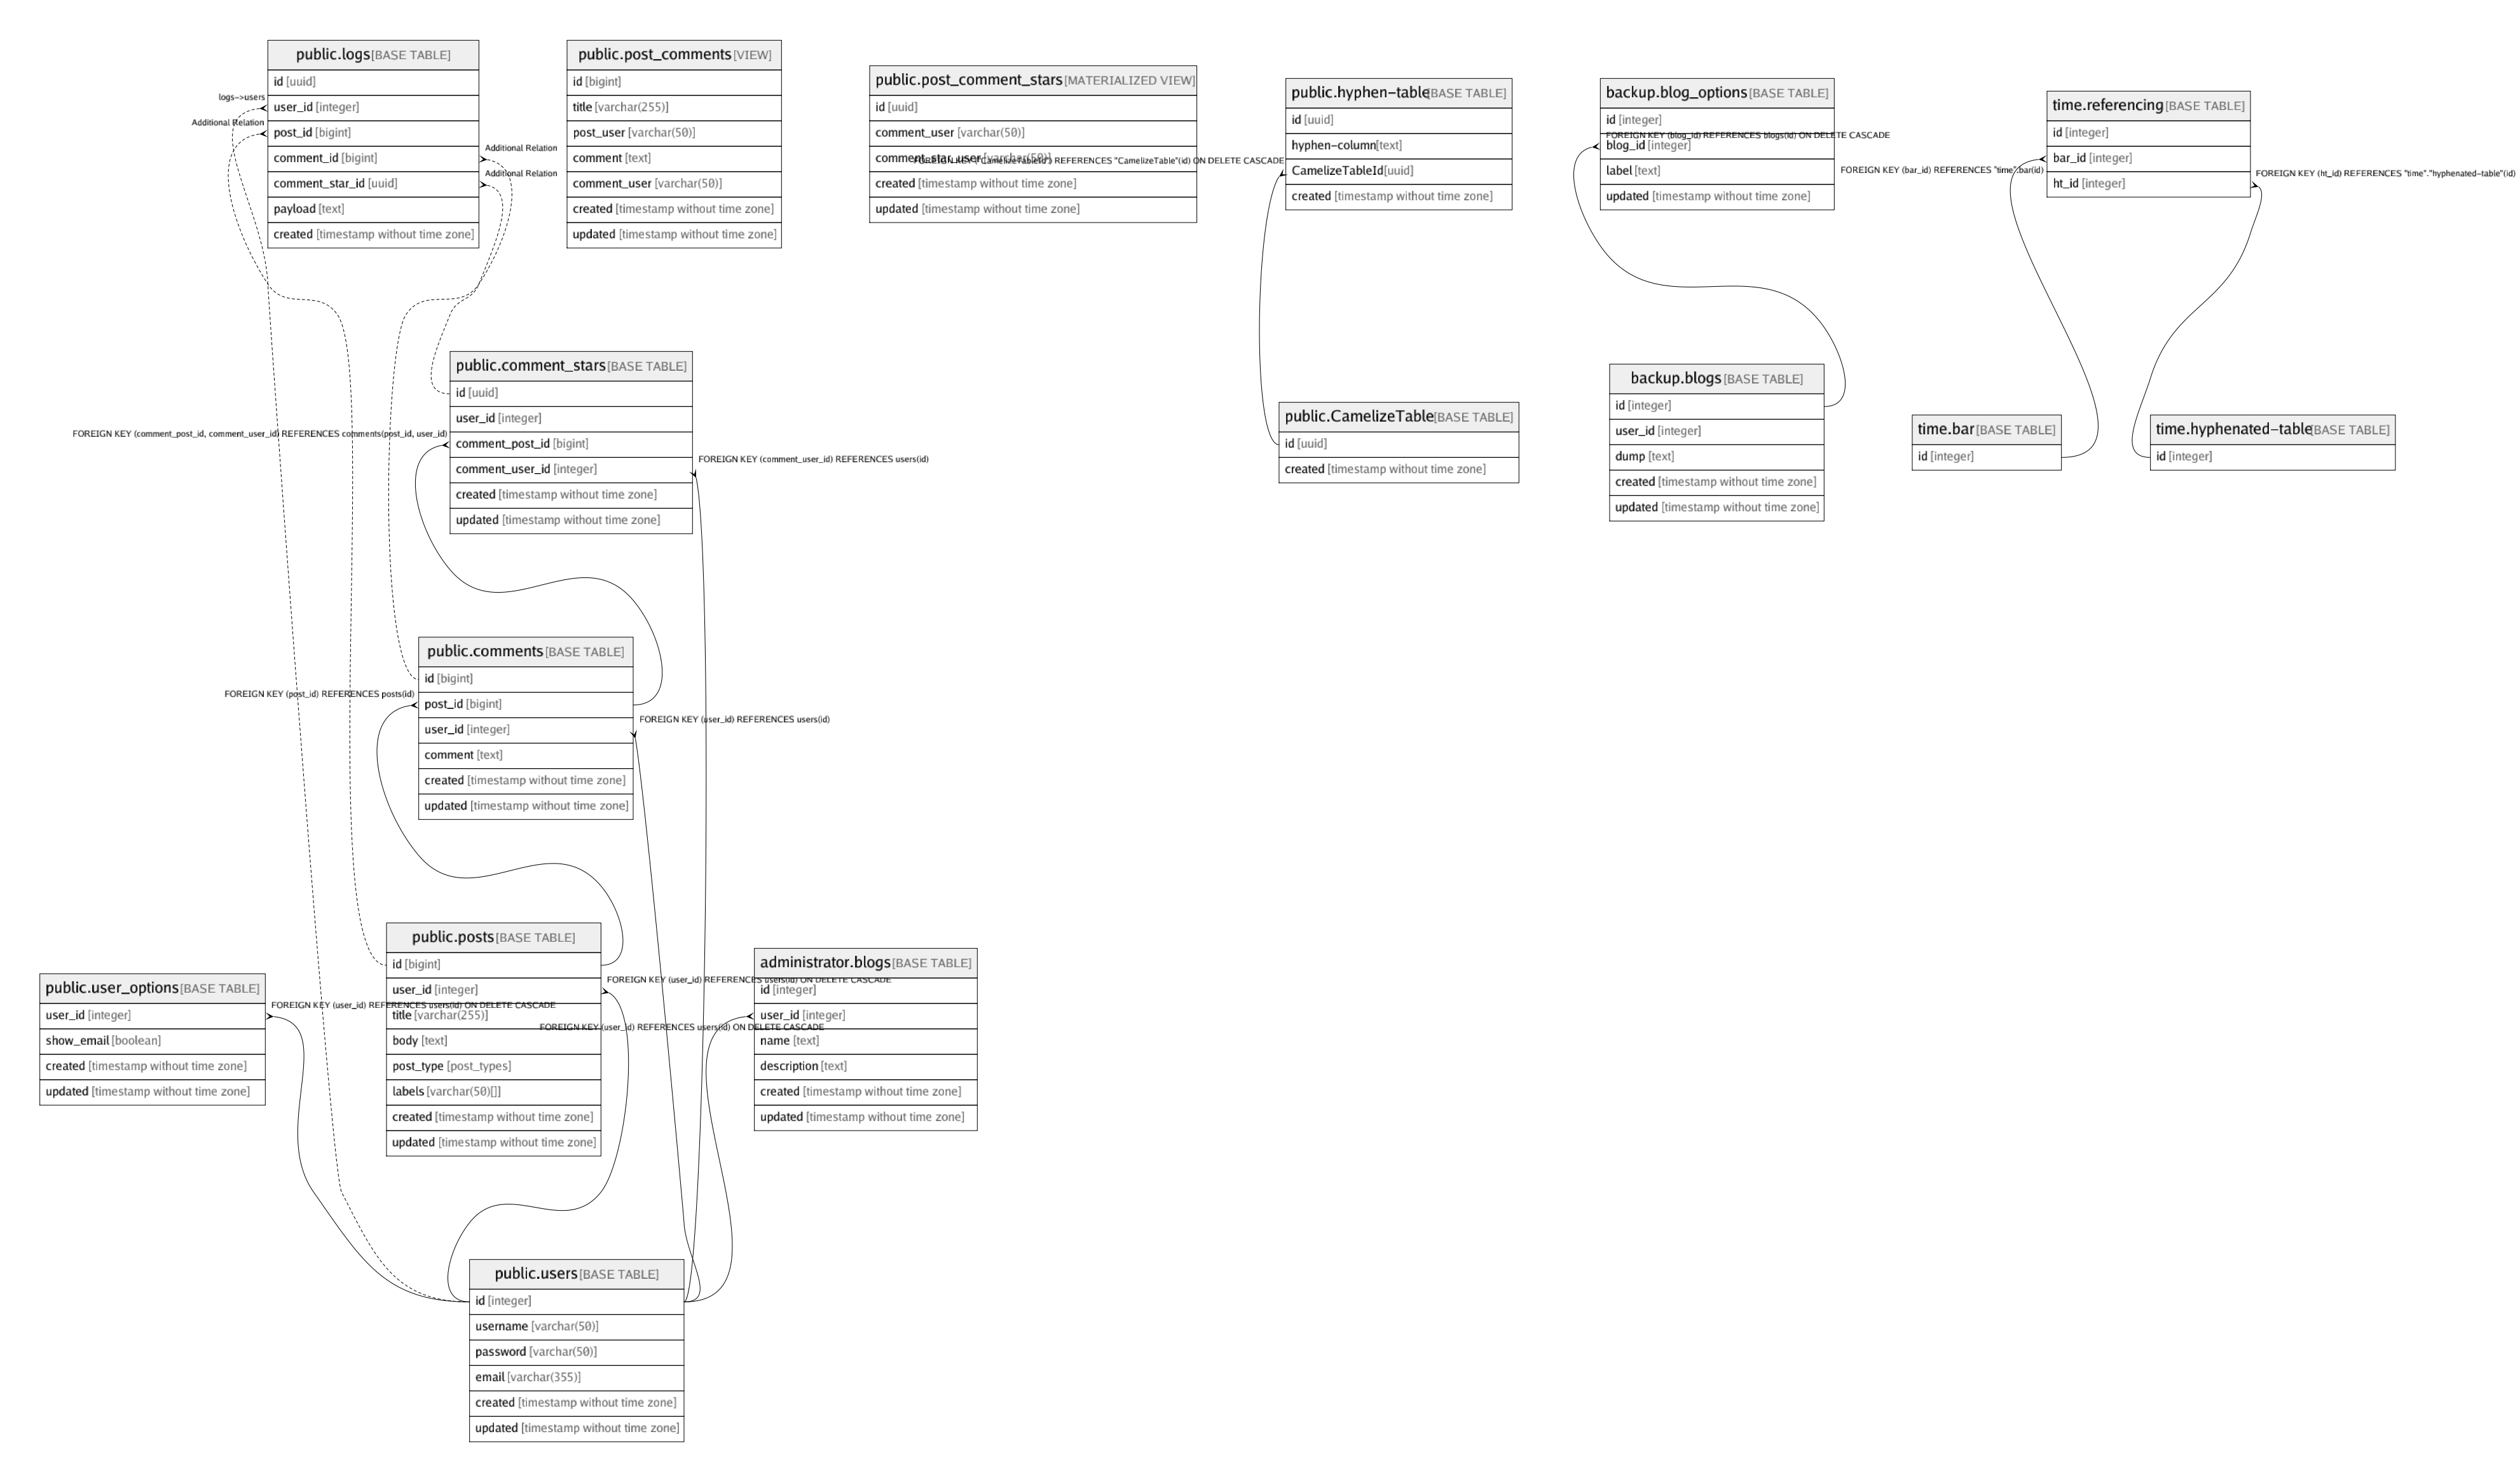 public.logs [BASE TABLE]
id [uuid]
logs->users
user_id [integer]
Additional Relation
post_id [bigint]
comment_id [bigint]
Additional Relation
comment_star_id [uuid]
Additional Relation
payload [text]
created [timestamp without time zone]
public.post_comments [VIEW]
id [bigint]
title [varchar(255)]
post_user [varchar(50)]
comment [text]
comment_user [varchar(50)]
created [timestamp without time zone]
updated [timestamp without time zone]
public.post_comment_stars [MATERIALIZED VIEW]
id [uuid]
comment_user [varchar(50)]
comment_star_user [varchar(50)]
created [timestamp without time zone]
updated [timestamp without time zone]
FOREIGN KEY ("CamelizeTableId") REFERENCES "CamelizeTable"(id) ON DELETE CASCADE
public.hyphen-table [BASE TABLE]
id [uuid]
hyphen-column [text]
CamelizeTableId [uuid]
created [timestamp without time zone]
backup.blog_options [BASE TABLE]
id [integer]
FOREIGN KEY (blog_id) REFERENCES blogs(id) ON DELETE CASCADE
blog_id [integer]
label [text]
updated [timestamp without time zone]
FOREIGN KEY (bar_id) REFERENCES "time".bar(id)
time.referencing [BASE TABLE]
id [integer]
bar_id [integer]
ht_id [integer]
FOREIGN KEY (ht_id) REFERENCES "time"."hyphenated-table"(id)
public.comment_stars [BASE TABLE]
id [uuid]
user_id [integer]
FOREIGN KEY (comment_post_id, comment_user_id) REFERENCES comments(post_id, user_id)
comment_post_id [bigint]
comment_user_id [integer]
FOREIGN KEY (comment_user_id) REFERENCES users(id)
created [timestamp without time zone]
updated [timestamp without time zone]
public.CamelizeTable [BASE TABLE]
id [uuid]
created [timestamp without time zone]
backup.blogs [BASE TABLE]
id [integer]
user_id [integer]
dump [text]
created [timestamp without time zone]
updated [timestamp without time zone]
time.bar [BASE TABLE]
id [integer]
time.hyphenated-table [BASE TABLE]
id [integer]
public.comments [BASE TABLE]
id [bigint]
FOREIGN KEY (post_id) REFERENCES posts(id)
post_id [bigint]
user_id [integer]
FOREIGN KEY (user_id) REFERENCES users(id)
comment [text]
created [timestamp without time zone]
updated [timestamp without time zone]
public.user_options [BASE TABLE]
user_id [integer]
FOREIGN KEY (user_id) REFERENCES users(id) ON DELETE CASCADE
show_email [boolean]
created [timestamp without time zone]
updated [timestamp without time zone]
public.posts [BASE TABLE]
id [bigint]
user_id [integer]
FOREIGN KEY (user_id) REFERENCES users(id) ON DELETE CASCADE
title [varchar(255)]
body [text]
post_type [post_types]
labels [varchar(50)[]]
created [timestamp without time zone]
updated [timestamp without time zone]
administrator.blogs [BASE TABLE]
id [integer]
user_id [integer]
FOREIGN KEY (user_id) REFERENCES users(id) ON DELETE CASCADE
name [text]
description [text]
created [timestamp without time zone]
updated [timestamp without time zone]
public.users [BASE TABLE]
id [integer]
username [varchar(50)]
password [varchar(50)]
email [varchar(355)]
created [timestamp without time zone]
updated [timestamp without time zone]